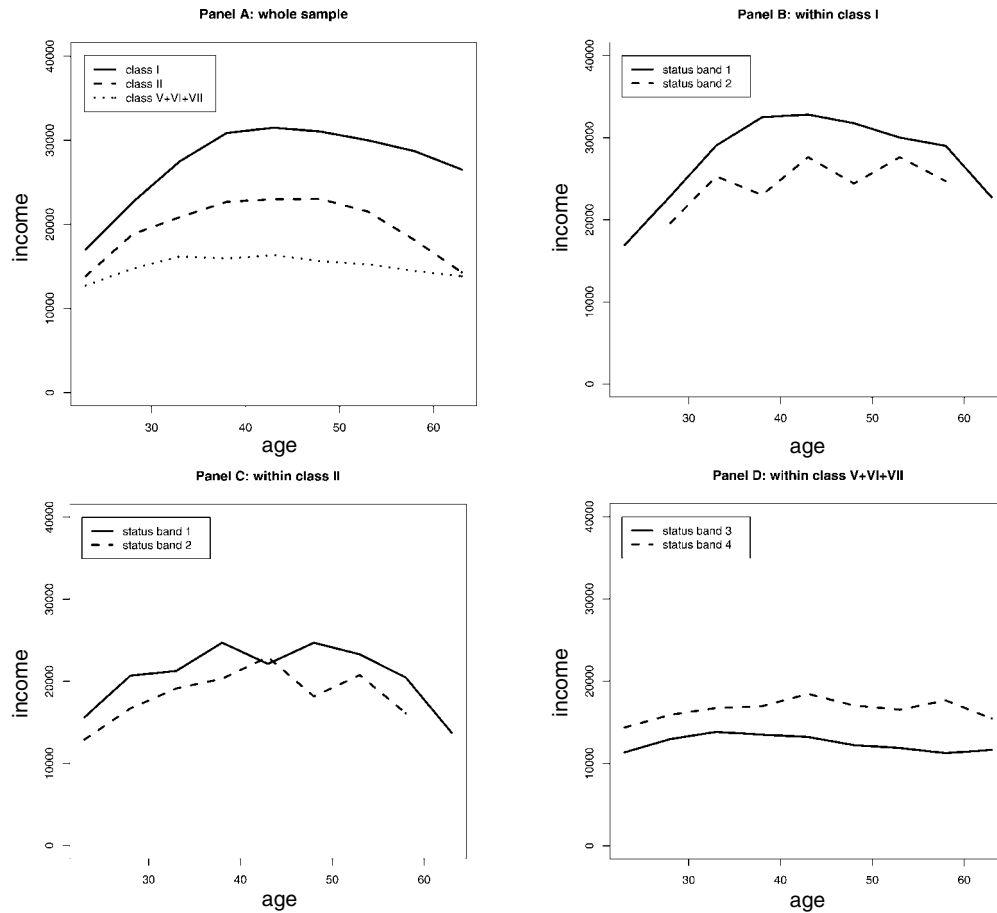 Panel A: whole sample
class I
class II
class V+VI+VII
income
0
10000
20000
30000
40000
30
40
50
60
age
Panel B: within class I
status band 1
status band 2
income
0
10000
20000
30000
40000
30
40
50
60
age
Panel C: within class II
status band 1
status band 2
income
0
10000
20000
30000
40000
30
40
50
60
age
Panel D: within class V+VI+VII
status band 3
status band 4
income
0
10000
20000
30000
40000
30
40
50
60
age